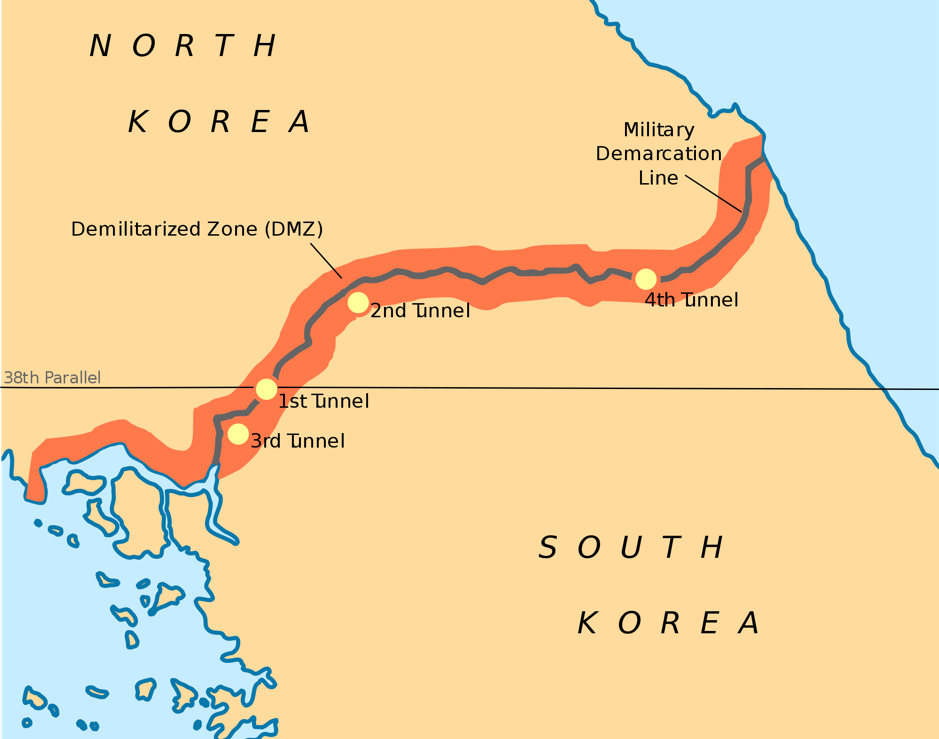 NORTH
KOREA
Military
Demarcation
Line
Demilitarized Zone (DMZ)
4th Tunnel
2nd Tunnel
38th Parallel
1st Tunnel
3rd Tunnel
SOUTH
KOREA